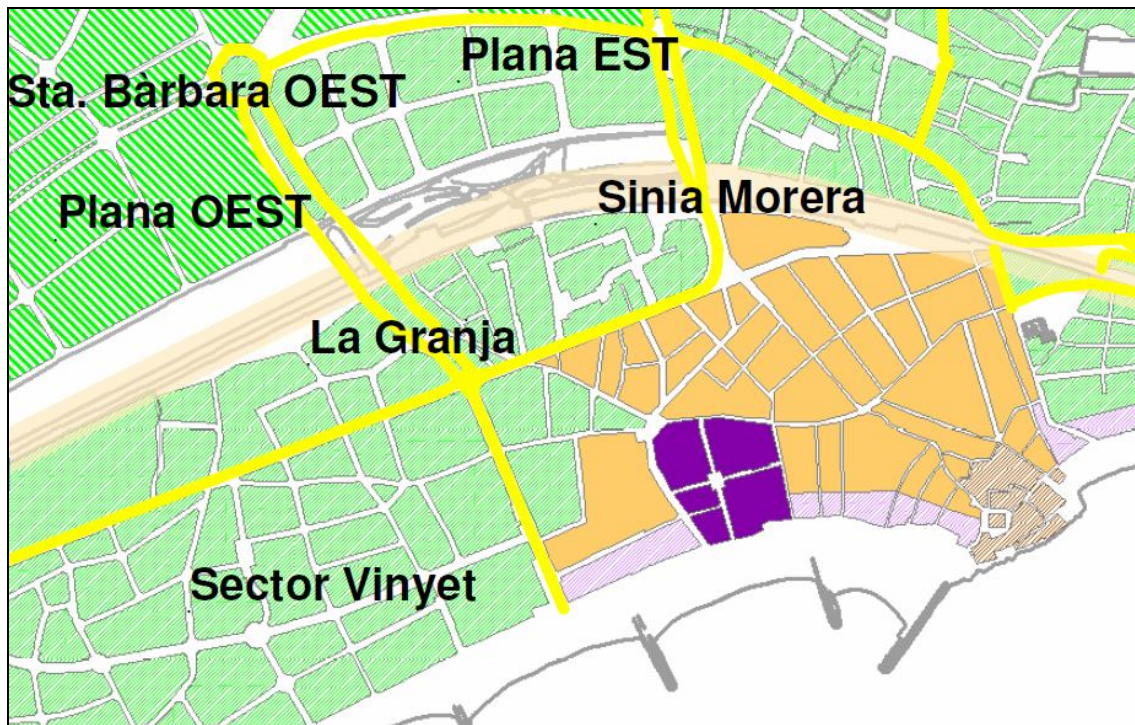 Plana EST
Sta. Bàrbara OEST
Sinia Morera
Plana OEST
La Granja
Sector Vinyet